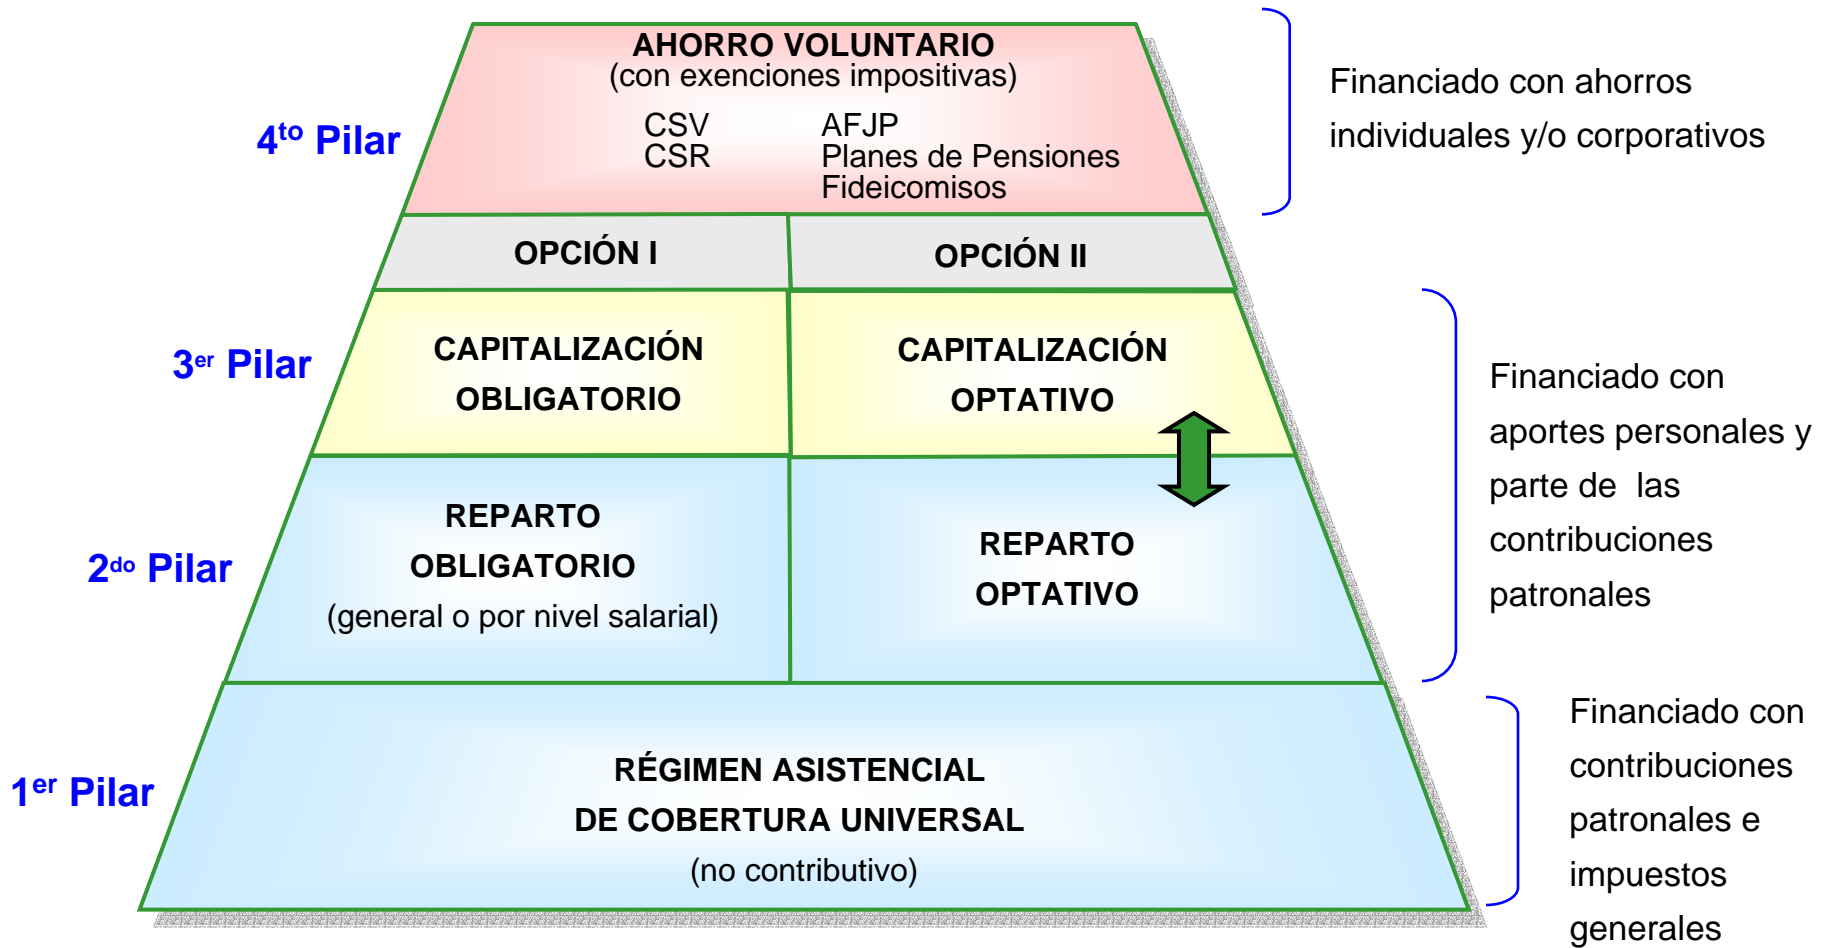 AHORRO VOLUNTARIO
(con exenciones impositivas)
CSV AFJP
CSR Planes de Pensiones
Fideicomisos
4to Pilar
Financiado con ahorros
individuales y/o corporativos
OPCIÓN I
OPCIÓN II
3er Pilar
CAPITALIZACIÓN
OBLIGATORIO
CAPITALIZACIÓN
OPTATIVO
2do Pilar
REPARTO
OBLIGATORIO
(general o por nivel salarial)
REPARTO
OPTATIVO
Financiado con
aportes personales y
parte de las
contribuciones
patronales
1er Pilar
RÉGIMEN ASISTENCIAL
DE COBERTURA UNIVERSAL
(no contributivo)
Financiado con
contribuciones
patronales e
impuestos
generales